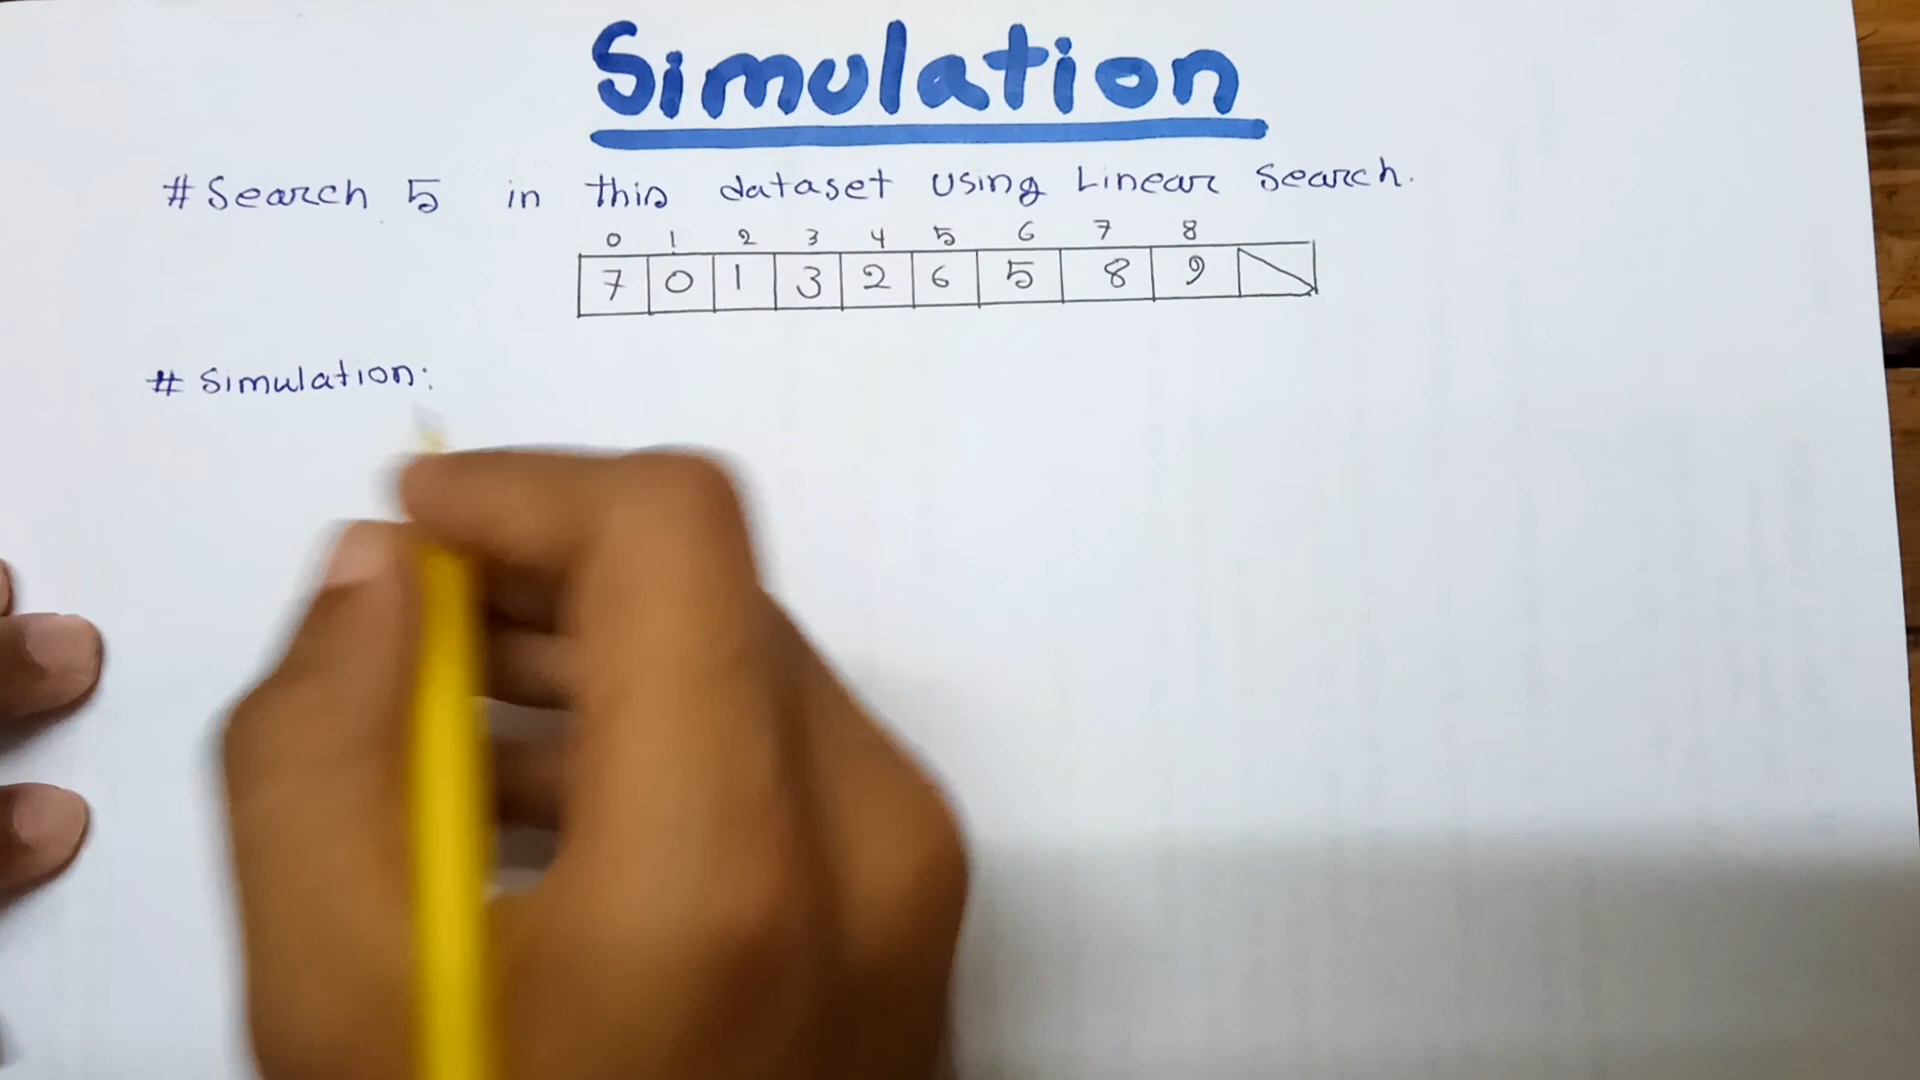 Simulation
# Search 5 in this dataset using Linear Search.
0 1 2 3 4 5 6 7 8
7 0 1 3 2 6 5 8 9
# Simulation: